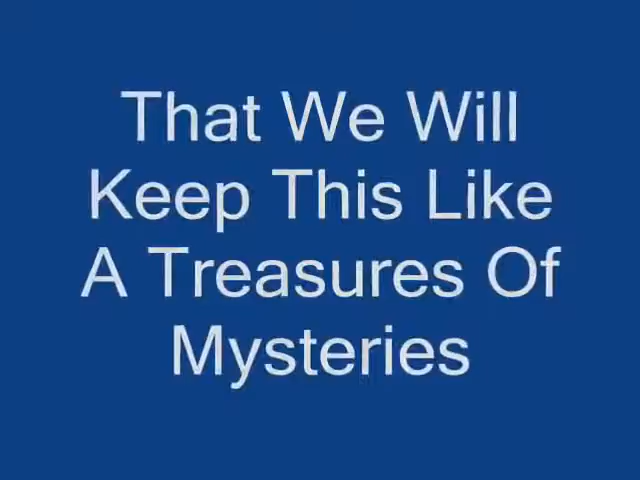 That We Will
Keep This Like
A Treasures Of
Mysteries